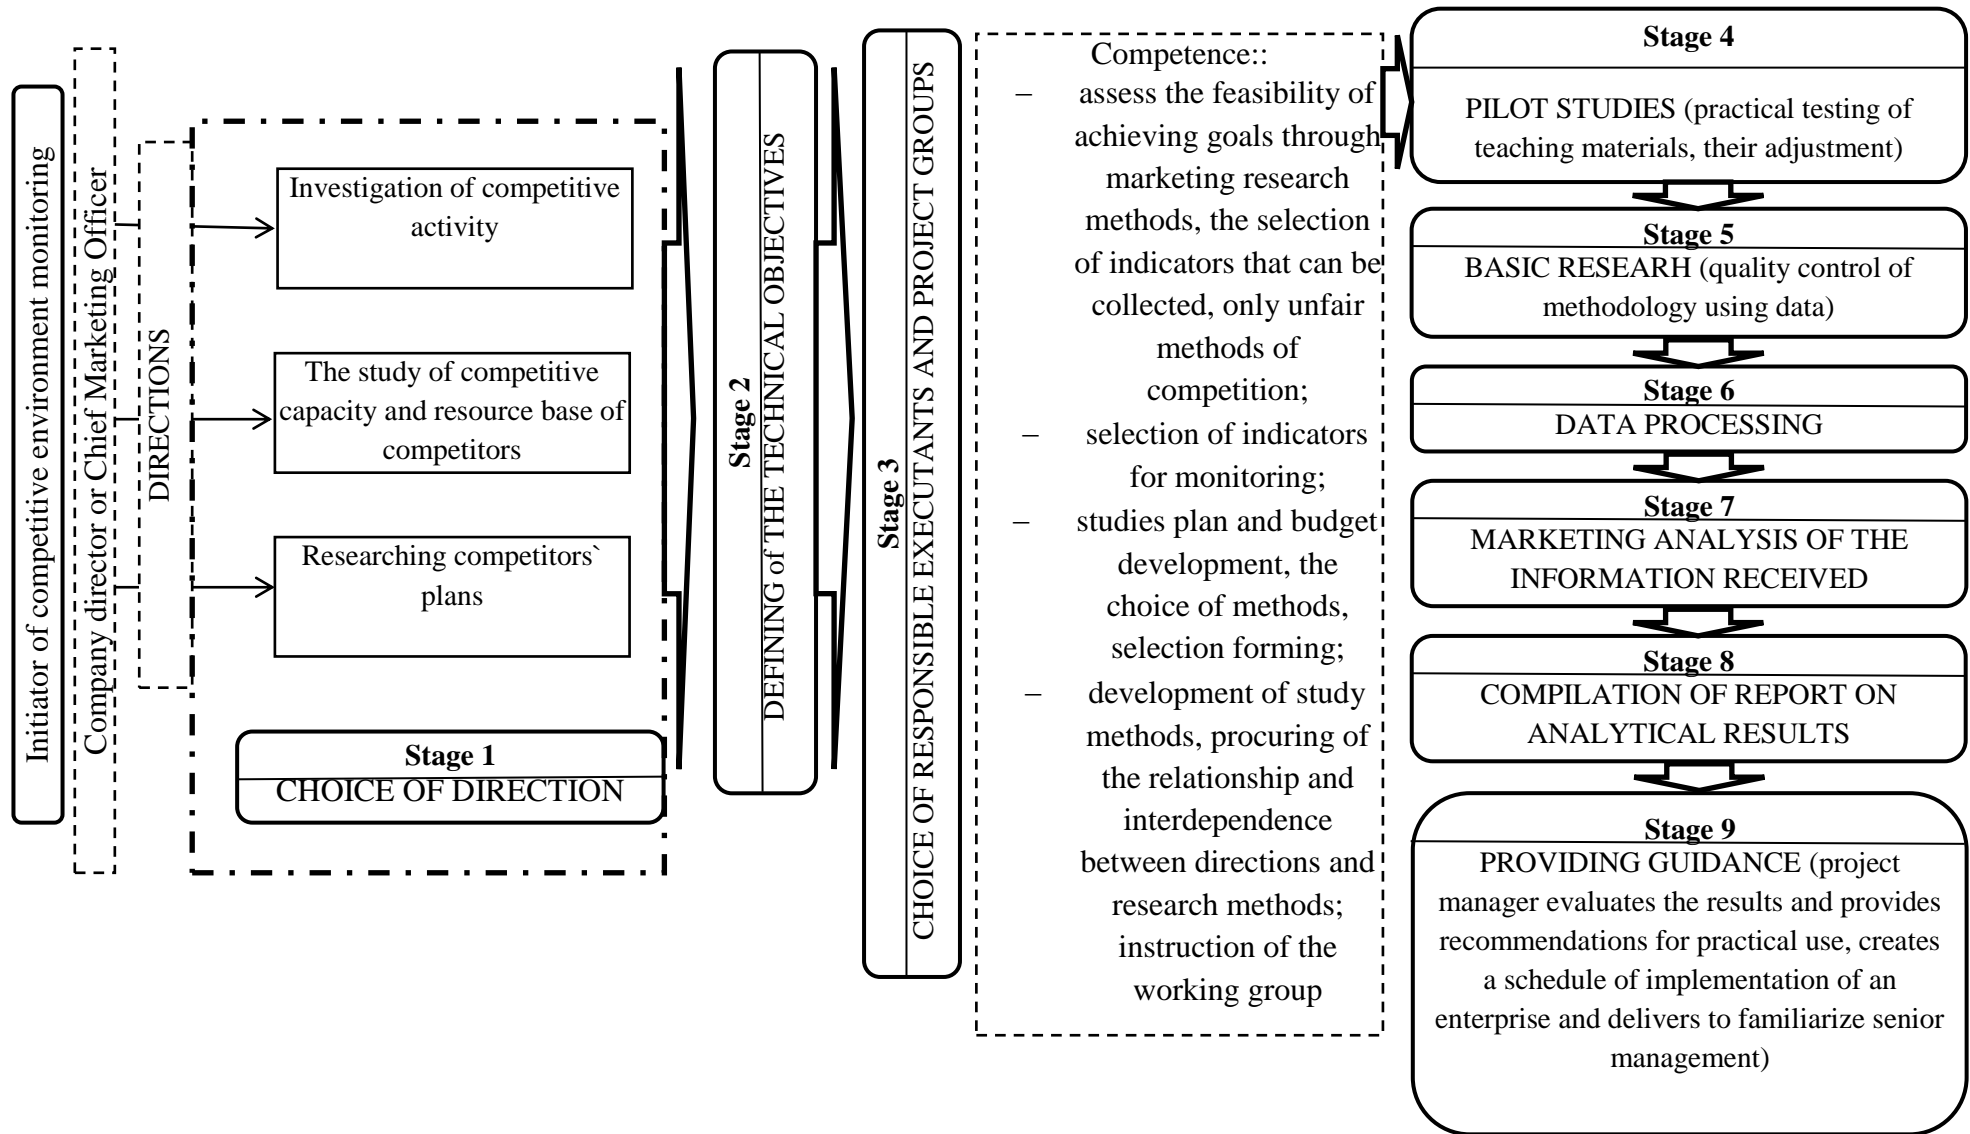 Initiator of competitive environment monitoring
Company director or Chief Marketing Officer
DIRECTIONS
Investigation of competitive
activity
The study of competitive
capacity and resource base of
competitors
Researching competitors`
plans
Stage 1
CHOICE OF DIRECTION
Stage 2
DEFINING of THE TECHNICAL OBJECTIVES
Stage 3
CHOICE OF RESPONSIBLE EXECUTANTS AND PROJECT GROUPS
Competence::
– assess the feasibility of
achieving goals through
marketing research
methods, the selection
of indicators that can be
collected, only unfair
methods of
competition;
– selection of indicators
for monitoring;
– studies plan and budget
development, the
choice of methods,
selection forming;
– development of study
methods, procuring of
the relationship and
interdependence
between directions and
research methods;
instruction of the
working group
Stage 4
PILOT STUDIES (practical testing of
teaching materials, their adjustment)
Stage 5
BASIC RESEARH (quality control of
methodology using data)
Stage 6
DATA PROCESSING
Stage 7
MARKETING ANALYSIS OF THE
INFORMATION RECEIVED
Stage 8
COMPILATION OF REPORT ON
ANALYTICAL RESULTS
Stage 9
PROVIDING GUIDANCE (project
manager evaluates the results and provides
recommendations for practical use, creates
a schedule of implementation of an
enterprise and delivers to familiarize senior
management)